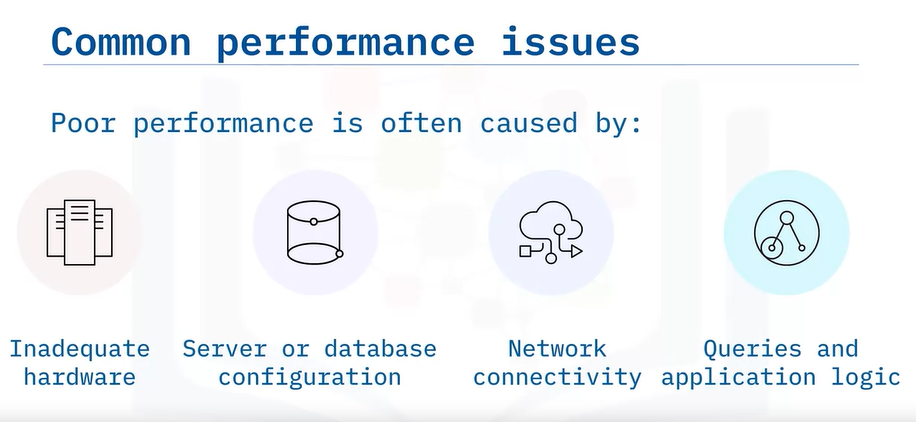 Common performance issues
Poor performance is often caused by:
Inadequate
hardware
Server or database
configuration
Network
connectivity
Queries and
application logic